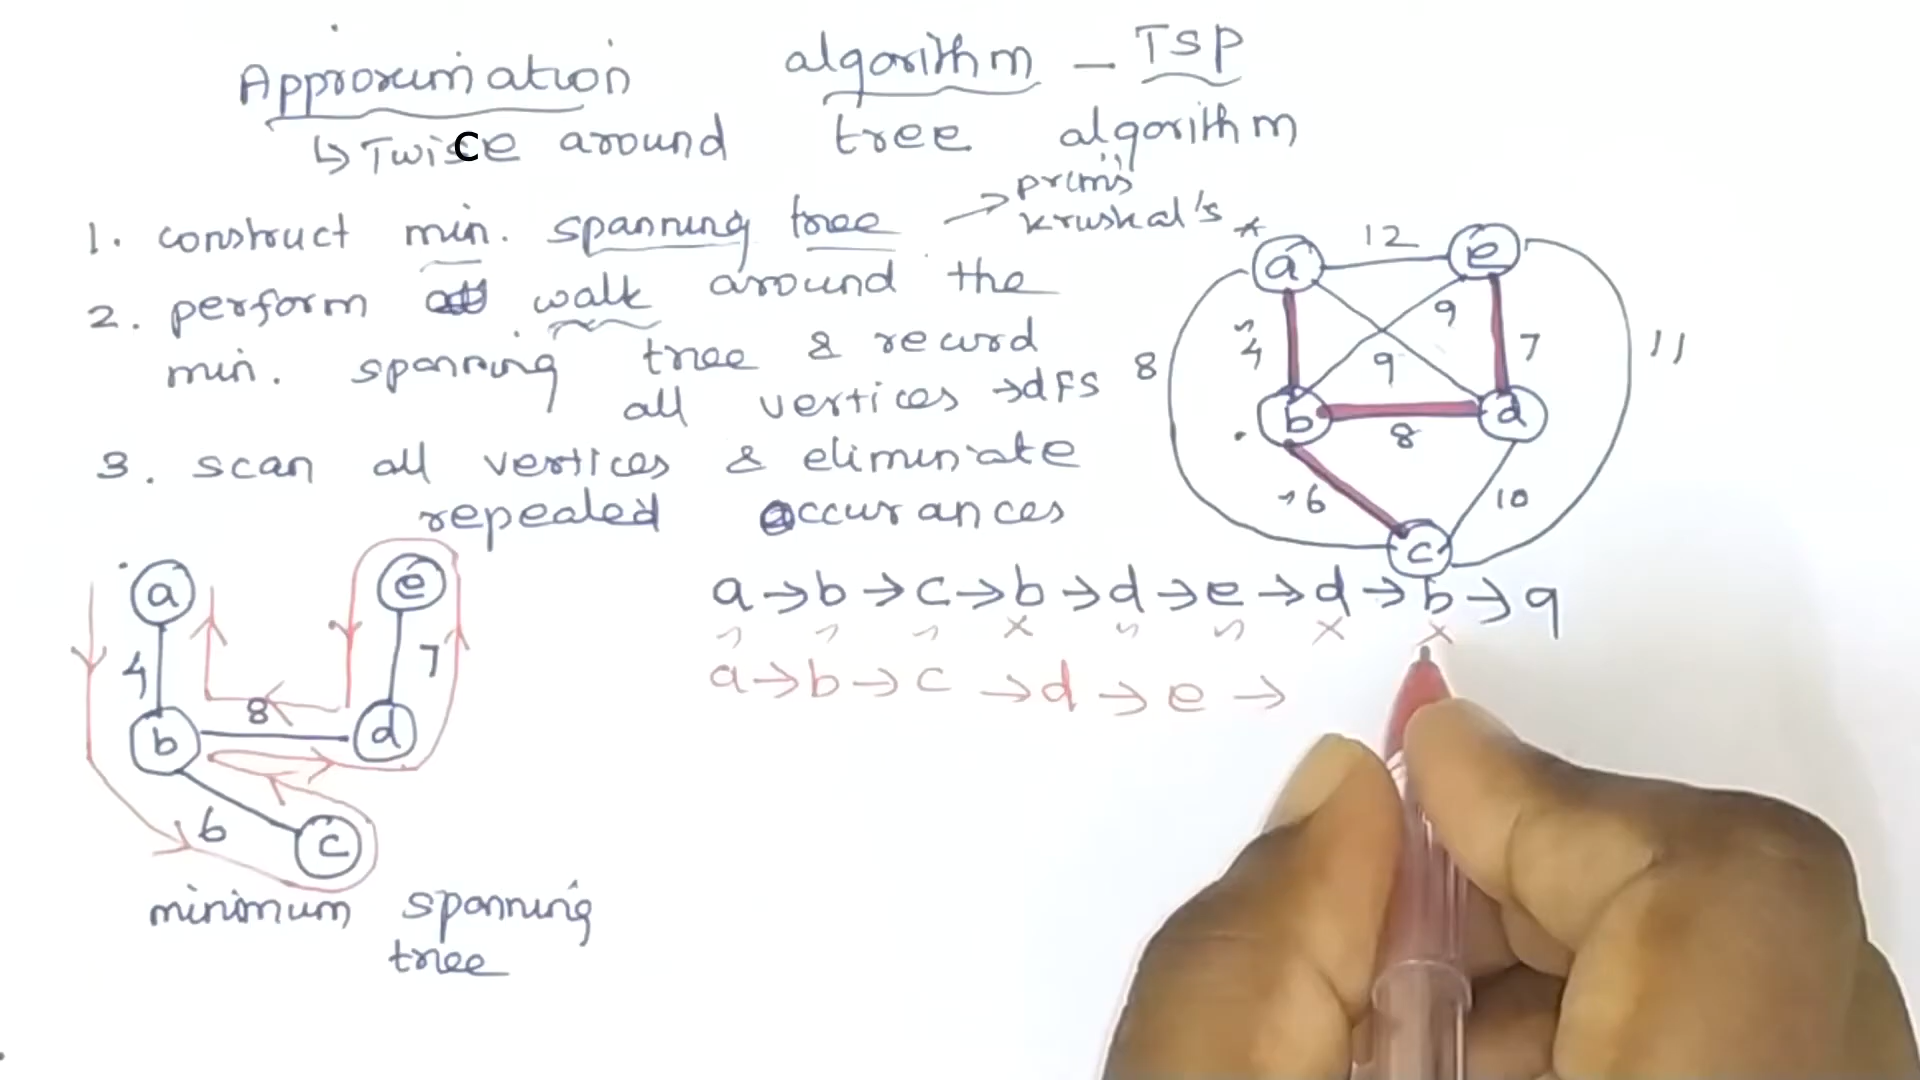 Approximation algorithm - TSP
↳ Twice around tree algorithm
1. construct min. spanning tree → prim's
kruskal's
2. perform walk around the
min. spanning tree & record
all vertices → dFS
3. scan all vertices & eliminate
repeated occurances
a 12 e
4 9 7
8 9 11
b 8 d
6 10
c
a → b → c → b → d → e → d → b → a
a → b → c → d → e →
a e
4 7
8
b d
6
c
minimum spanning
tree